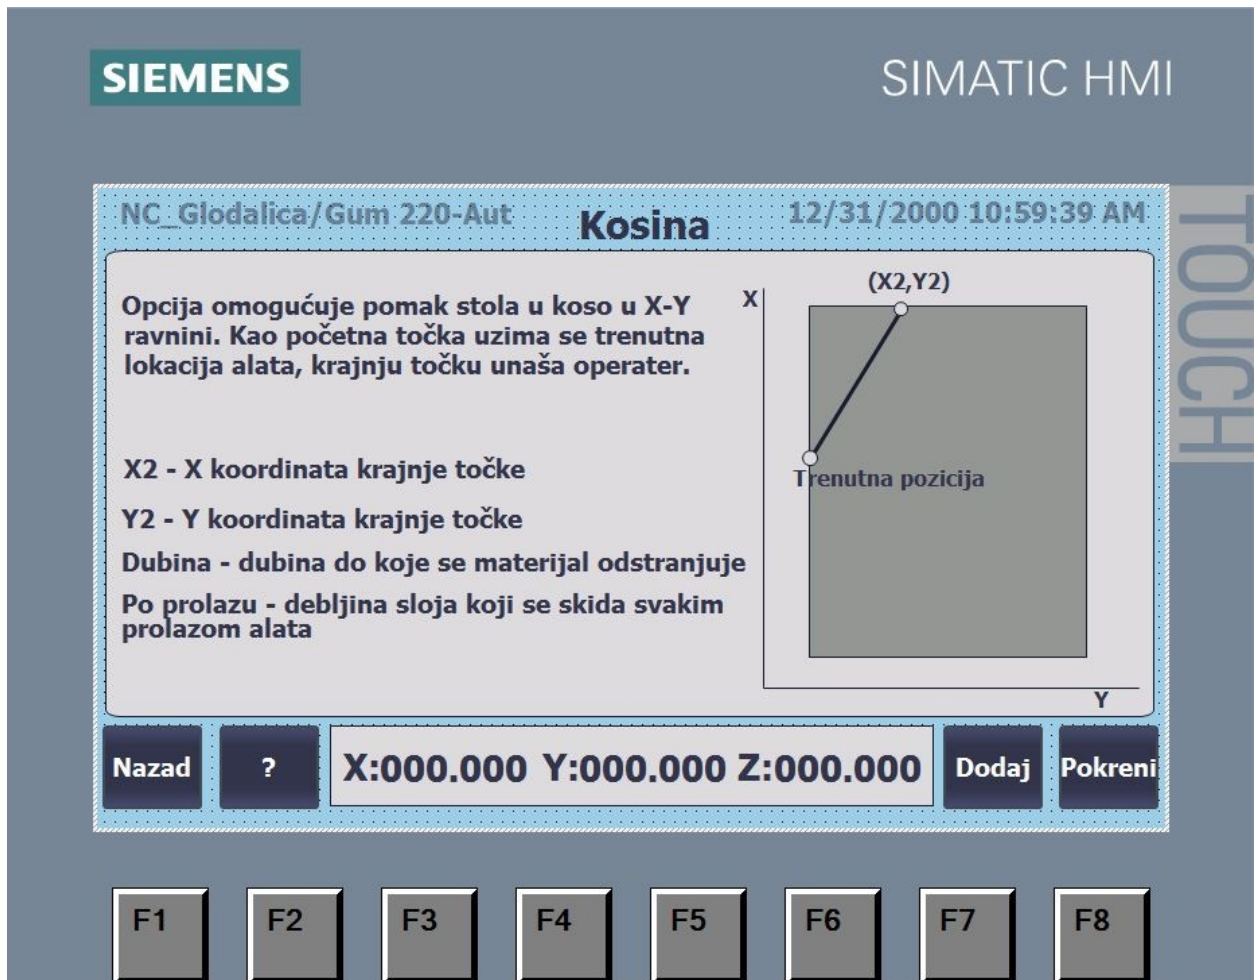 SIEMENS
SIMATIC HMI
TOUCH
NC_Glodalica/Gum 220-Aut
Kosina
12/31/2000 10:59:39 AM
Opcija omogućuje pomak stola u koso u X-Y
ravnini. Kao početna točka uzima se trenutna
lokacija alata, krajnju točku unaša operater.
X2 - X koordinata krajnje točke
Y2 - Y koordinata krajnje točke
Dubina - dubina do koje se materijal odstranjuje
Po prolazu - debljina sloja koji se skida svakim
prolazom alata
X
(X2,Y2)
Trenutna pozicija
Y
Nazad
?
X:000.000 Y:000.000 Z:000.000
Dodaj
Pokreni
F1
F2
F3
F4
F5
F6
F7
F8